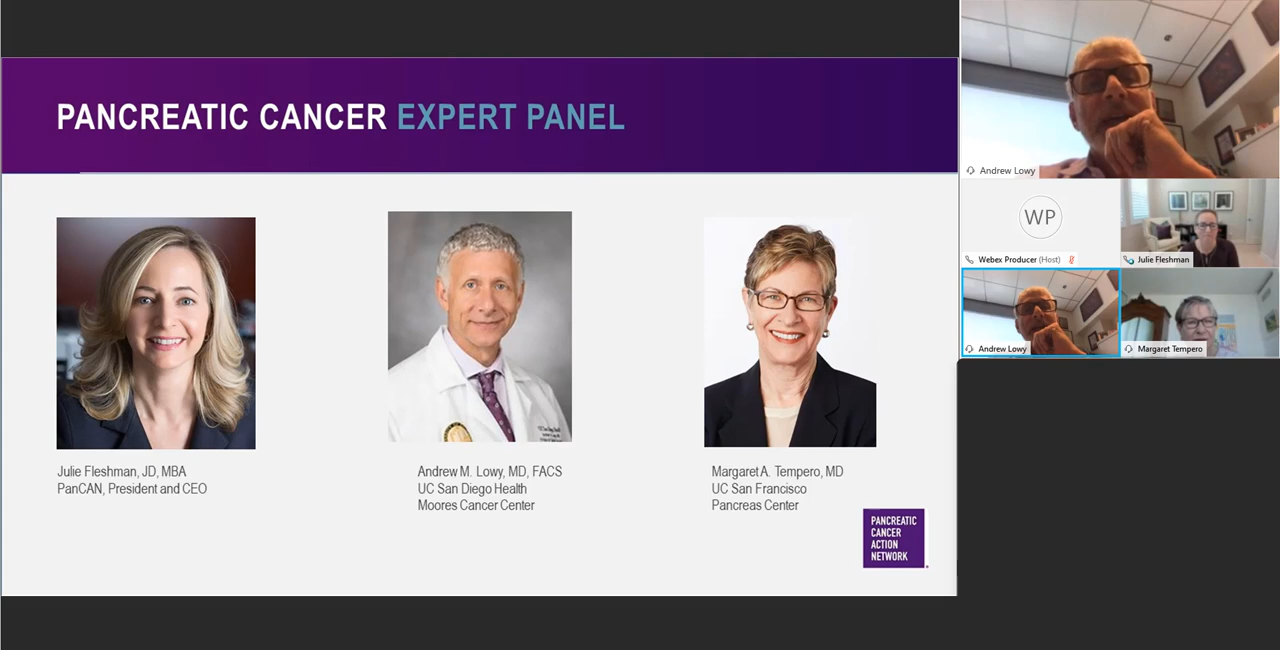 PANCREATIC CANCER EXPERT PANEL
Julie Fleshman, JD, MBA
PanCAN, President and CEO
Andrew M. Lowy, MD, FACS
UC San Diego Health
Moores Cancer Center
Margaret A. Tempero, MD
UC San Francisco
Pancreas Center
PANCREATIC
CANCER
ACTION
NETWORK
Andrew Lowy
WP
Webex Producer (Host)
Julie Fleshman
Andrew Lowy
Margaret Tempero